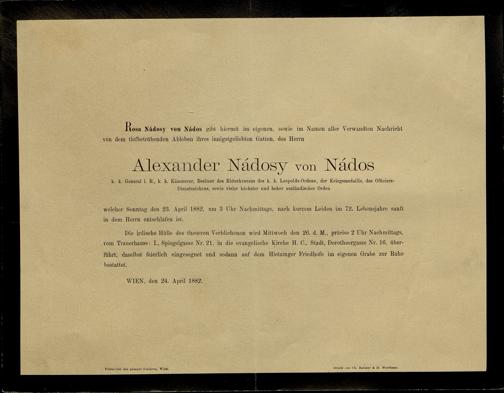 Rosa Nádosy von Nádos gibt hiermit im eigenen, sowie im Namen aller Verwandten Nachricht
von dem tiefbetrübenden Ableben ihres innigstgeliebten Gatten, des Herrn
Alexander Nádosy von Nádos
k. k. General i. R., k. k. Kämmerer, Besitzer des Ritterkreuzes des k. k. Leopolds-Ordens, der Kriegsmedaille, des Officiers-
Dienstzeichens, sowie vieler höchster und hoher ausländischer Orden
welcher Sonntag den 23. April 1882, um 3 Uhr Nachmittags, nach kurzem Leiden im 72. Lebensjahre sanft
in dem Herrn entschlafen ist.
Die irdische Hülle des theueren Verblichenen wird Mittwoch den 26. d. M., präcise 2 Uhr Nachmittags,
vom Trauerhause: I., Spiegelgasse Nr. 21, in die evangelische Kirche H. C., Stadt, Dorotheergasse Nr. 16, über-
führt, daselbst feierlich eingesegnet und sodann auf dem Hietzinger Friedhofe im eigenen Grabe zur Ruhe
bestattet.
WIEN, den 24. April 1882.